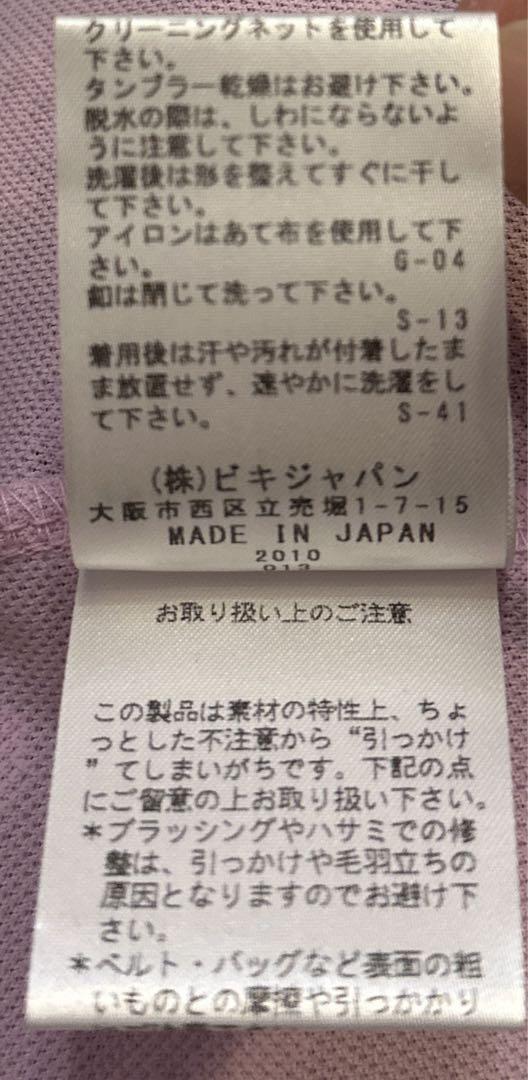 クリーニングネットを使用して
下さい。
タンブラー乾燥はお避け下さい。
脱水の際は、しわにならないよ
うに注意して下さい。
洗濯後は形を整えてすぐに干し
て下さい。
アイロンはあて布を使用して下
さい。 G-04
釦は閉じて洗って下さい。
S-13
着用後は汗や汚れが付着したま
ま放置せず、速やかに洗濯をし
て下さい。 S-41
(株)ビキジャパン
大阪市西区立売堀1-7-15
MADE IN JAPAN
2010
013
お取り扱い上のご注意
この製品は素材の特性上、ちょ
っとした不注意から“引っかけ
”てしまいがちです。下記の点
にご留意の上お取り扱い下さい。
*ブラッシングやハサミでの修
整は、引っかけや毛羽立ちの
原因となりますのでお避け下
さい。
*ベルト・バッグなど表面の粗
いものとの摩擦や引っかかり